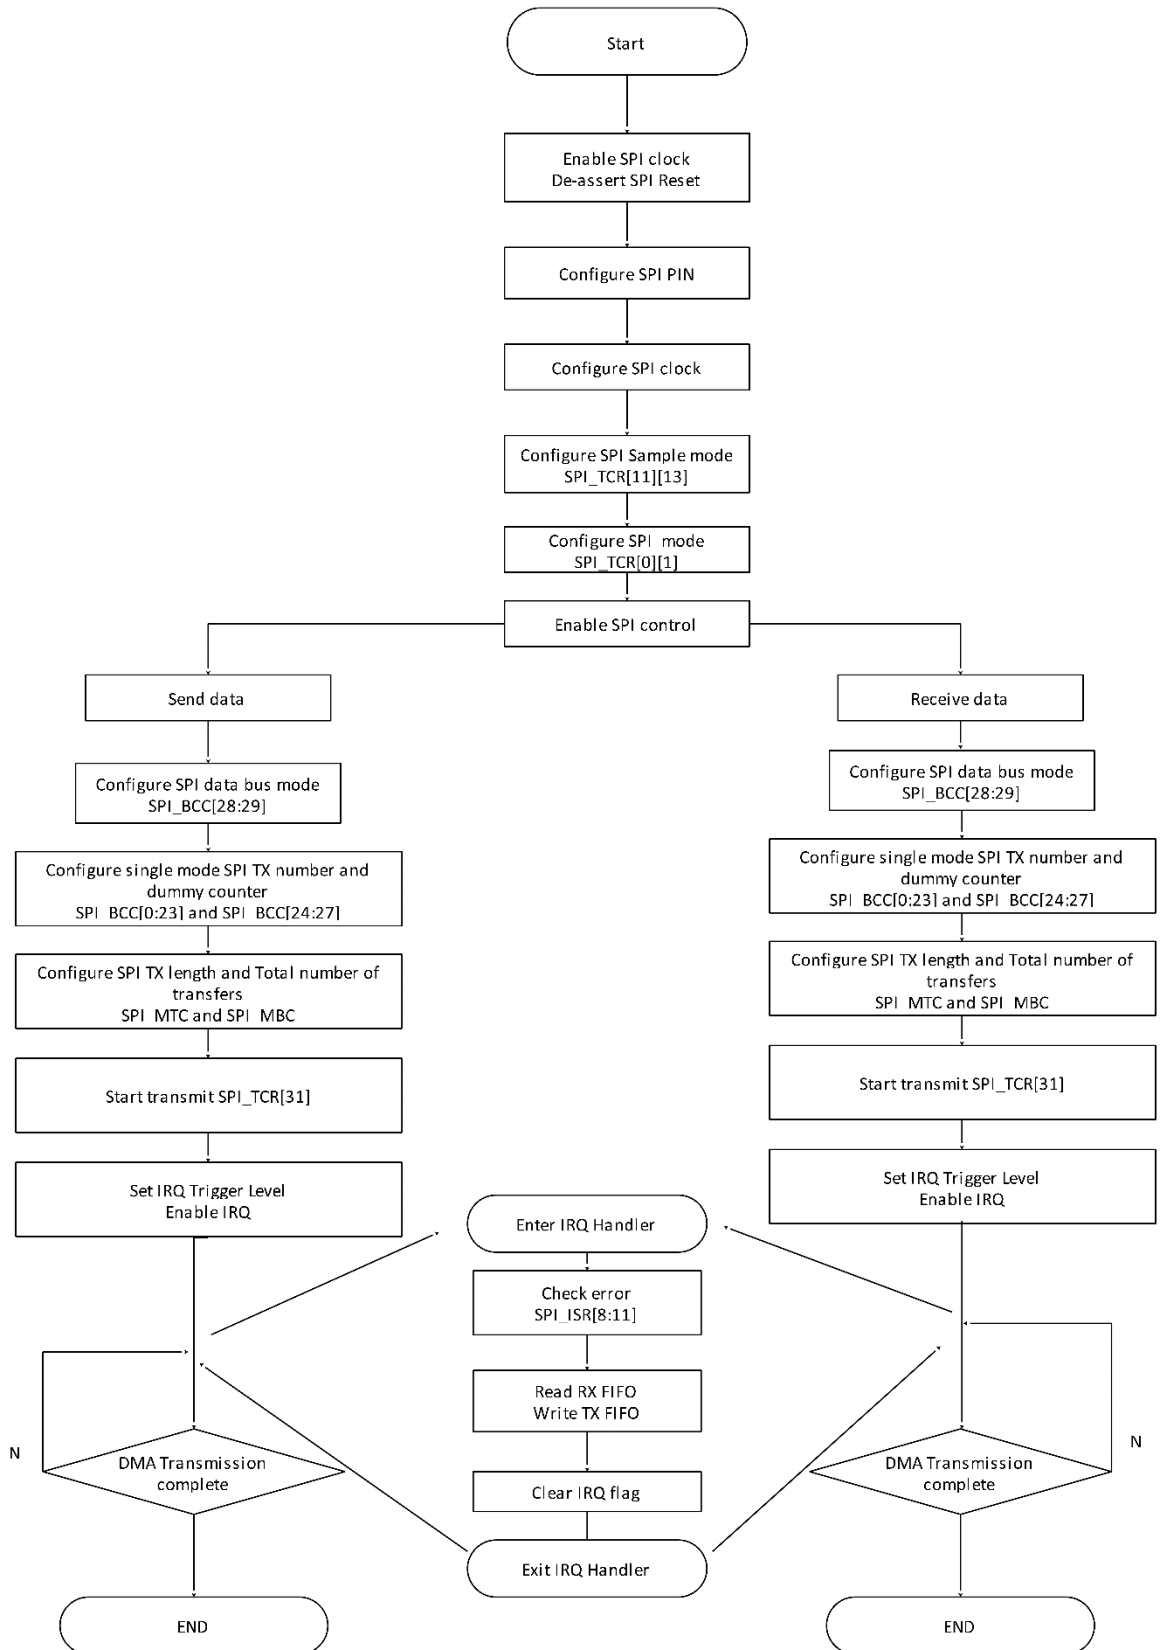 Start
Enable SPI clock
De-assert SPI Reset
Configure SPI PIN
Configure SPI clock
Configure SPI Sample mode
SPI_TCR[11][13]
Configure SPI mode
SPI_TCR[0][1]
Enable SPI control
Send data
Configure SPI data bus mode
SPI_BCC[28:29]
Configure single mode SPI TX number and
dummy counter
SPI_BCC[0:23] and SPI_BCC[24:27]
Configure SPI TX length and Total number of
transfers
SPI_MTC and SPI_MBC
Start transmit SPI_TCR[31]
Set IRQ Trigger Level
Enable IRQ
N
DMA Transmission
complete
END
Enter IRQ Handler
Check error
SPI_ISR[8:11]
Read RX FIFO
Write TX FIFO
Clear IRQ flag
Exit IRQ Handler
Receive data
Configure SPI data bus mode
SPI_BCC[28:29]
Configure single mode SPI TX number and
dummy counter
SPI_BCC[0:23] and SPI_BCC[24:27]
Configure SPI TX length and Total number of
transfers
SPI_MTC and SPI_MBC
Start transmit SPI_TCR[31]
Set IRQ Trigger Level
Enable IRQ
N
DMA Transmission
complete
END